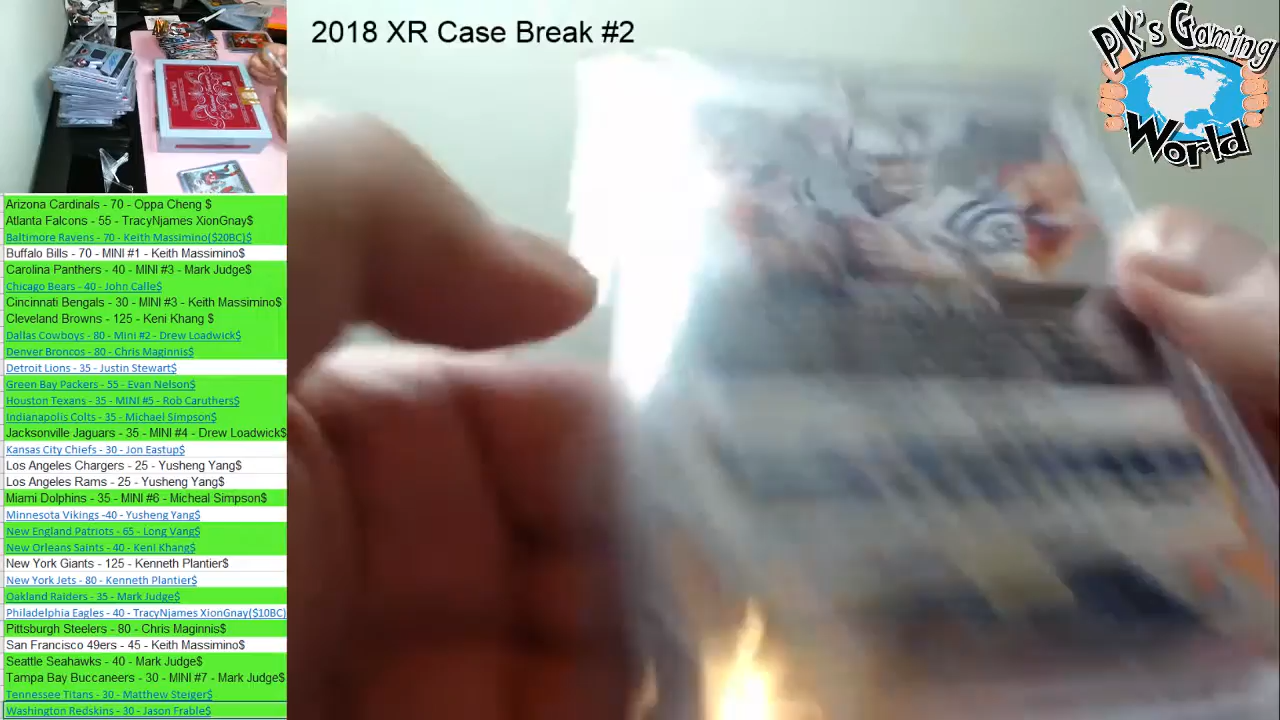 2018 XR Case Break #2
PK's Gaming
World
Arizona Cardinals - 70 - Oppa Cheng $
Atlanta Falcons - 55 - TracyNjames XionGnay$
Baltimore Ravens - 70 - Keith Massimino($20BC)$
Buffalo Bills - 70 - MINI #1 - Keith Massimino$
Carolina Panthers - 40 - MINI #3 - Mark Judge$
Chicago Bears - 40 - John Calle$
Cincinnati Bengals - 30 - MINI #3 - Keith Massimino$
Cleveland Browns - 125 - Keni Khang $
Dallas Cowboys - 80 - Mini #2 - Drew Loadwick$
Denver Broncos - 80 - Chris Maginnis$
Detroit Lions - 35 - Justin Stewart$
Green Bay Packers - 55 - Evan Nelson$
Houston Texans - 35 - MINI #5 - Rob Caruthers$
Indianapolis Colts - 35 - Michael Simpson$
Jacksonville Jaguars - 35 - MINI #4 - Drew Loadwick$
Kansas City Chiefs - 30 - Jon Eastup$
Los Angeles Chargers - 25 - Yusheng Yang$
Los Angeles Rams - 25 - Yusheng Yang$
Miami Dolphins - 35 - MINI #6 - Micheal Simpson$
Minnesota Vikings -40 - Yusheng Yang$
New England Patriots - 65 - Long Vang$
New Orleans Saints - 40 - Keni Khang$
New York Giants - 125 - Kenneth Plantier$
New York Jets - 80 - Kenneth Plantier$
Oakland Raiders - 35 - Mark Judge$
Philadelphia Eagles - 40 - TracyNjames XionGnay($10BC)
Pittsburgh Steelers - 80 - Chris Maginnis$
San Francisco 49ers - 45 - Keith Massimino$
Seattle Seahawks - 40 - Mark Judge$
Tampa Bay Buccaneers - 30 - MINI #7 - Mark Judge$
Tennessee Titans - 30 - Matthew Steiger$
Washington Redskins - 30 - Jason Frable$